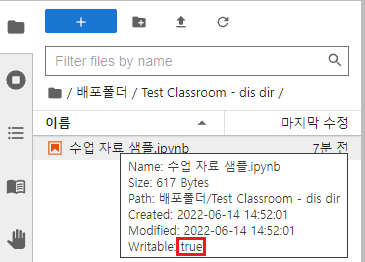 Filter files by name
/ 배포폴더 / Test Classroom - dis dir /
이름 마지막 수정
수업 자료 샘플.ipynb 7분 전
Name: 수업 자료 샘플.ipynb
Size: 617 Bytes
Path: 배포폴더/Test Classroom - dis dir
Created: 2022-06-14 14:52:01
Modified: 2022-06-14 14:52:01
Writable: true